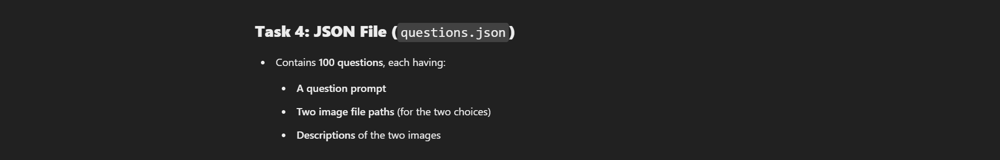 Task 4: JSON File (questions.json)
• Contains 100 questions, each having:
• A question prompt
• Two image file paths (for the two choices)
• Descriptions of the two images